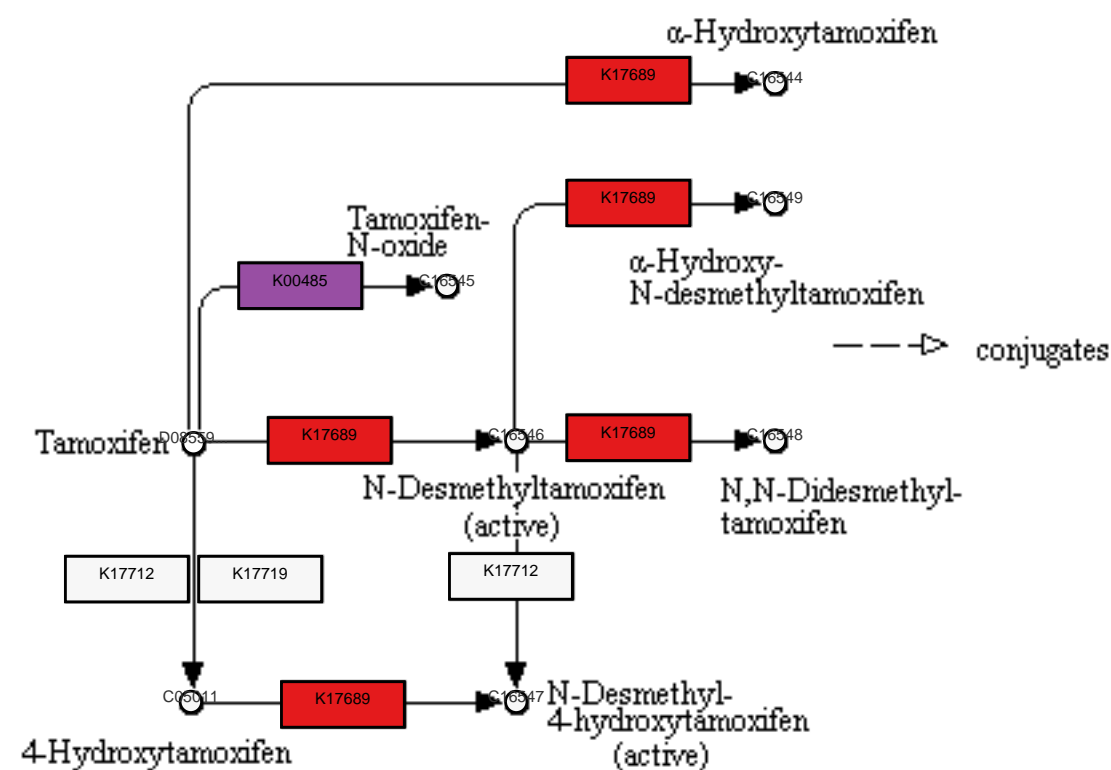 α-Hydroxytamoxifen
K17689
C16544
K17689
C16549
Tamoxifen-
N-oxide
K00485
C16545
α-Hydroxy-
N-desmethyltamoxifen
conjugates
Tamoxifen
D08559
K17689
C16546
K17689
C16548
N-Desmethyltamoxifen
(active)
N,N-Didesmethyl-
tamoxifen
K17712
K17719
K17712
C05011
K17689
C16547
N-Desmethyl-
4-hydroxytamoxifen
(active)
4-Hydroxytamoxifen